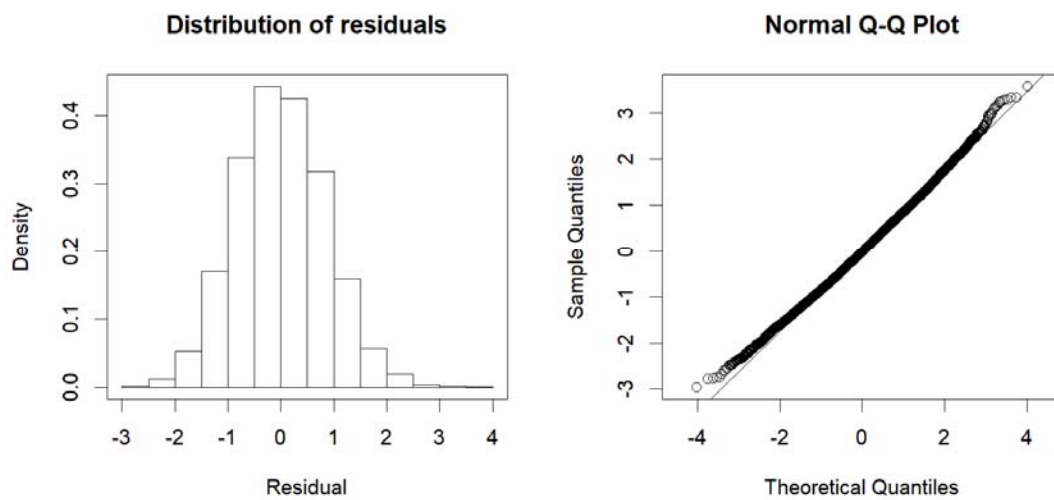 Distribution of residuals
Density
0.0
0.1
0.2
0.3
0.4
-3 -2 -1 0 1 2 3 4
Residual
Normal Q-Q Plot
Sample Quantiles
-3
-2
-1
0
1
2
3
-4 -2 0 2 4
Theoretical Quantiles